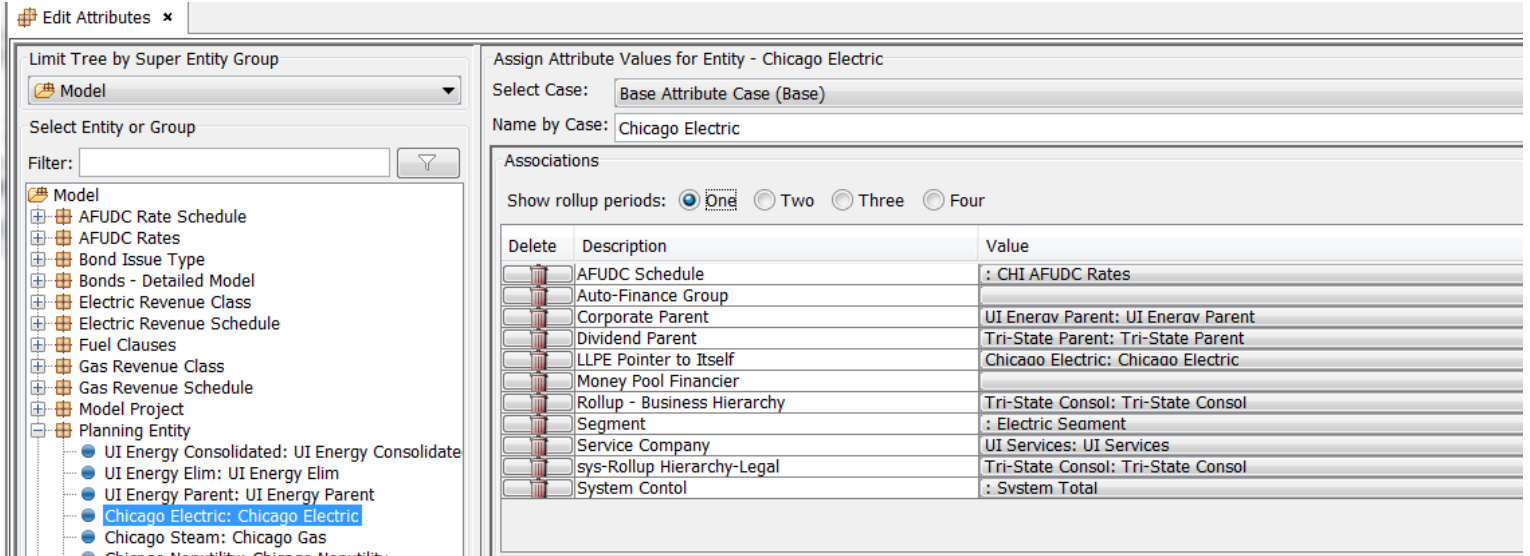 Edit Attributes ×
Limit Tree by Super Entity Group
Model
Select Entity or Group
Filter:
Model
AFUDC Rate Schedule
AFUDC Rates
Bond Issue Type
Bonds - Detailed Model
Electric Revenue Class
Electric Revenue Schedule
Fuel Clauses
Gas Revenue Class
Gas Revenue Schedule
Model Project
Planning Entity
UI Energy Consolidated: UI Energy Consolidate
UI Energy Elim: UI Energy Elim
UI Energy Parent: UI Energy Parent
Chicago Electric: Chicago Electric
Chicago Steam: Chicago Gas
Chicago Nonutility: Chicago Nonutility
Assign Attribute Values for Entity - Chicago Electric
Select Case: Base Attribute Case (Base)
Name by Case: Chicago Electric
Associations
Show rollup periods: One Two Three Four
Delete Description Value
AFUDC Schedule : CHI AFUDC Rates
Auto-Finance Group
Corporate Parent UI Energy Parent: UI Energy Parent
Dividend Parent Tri-State Parent: Tri-State Parent
LLPE Pointer to Itself Chicago Electric: Chicago Electric
Money Pool Financier
Rollup - Business Hierarchy Tri-State Consol: Tri-State Consol
Segment : Electric Segment
Service Company UI Services: UI Services
sys-Rollup Hierarchy-Legal Tri-State Consol: Tri-State Consol
System Contol : System Total